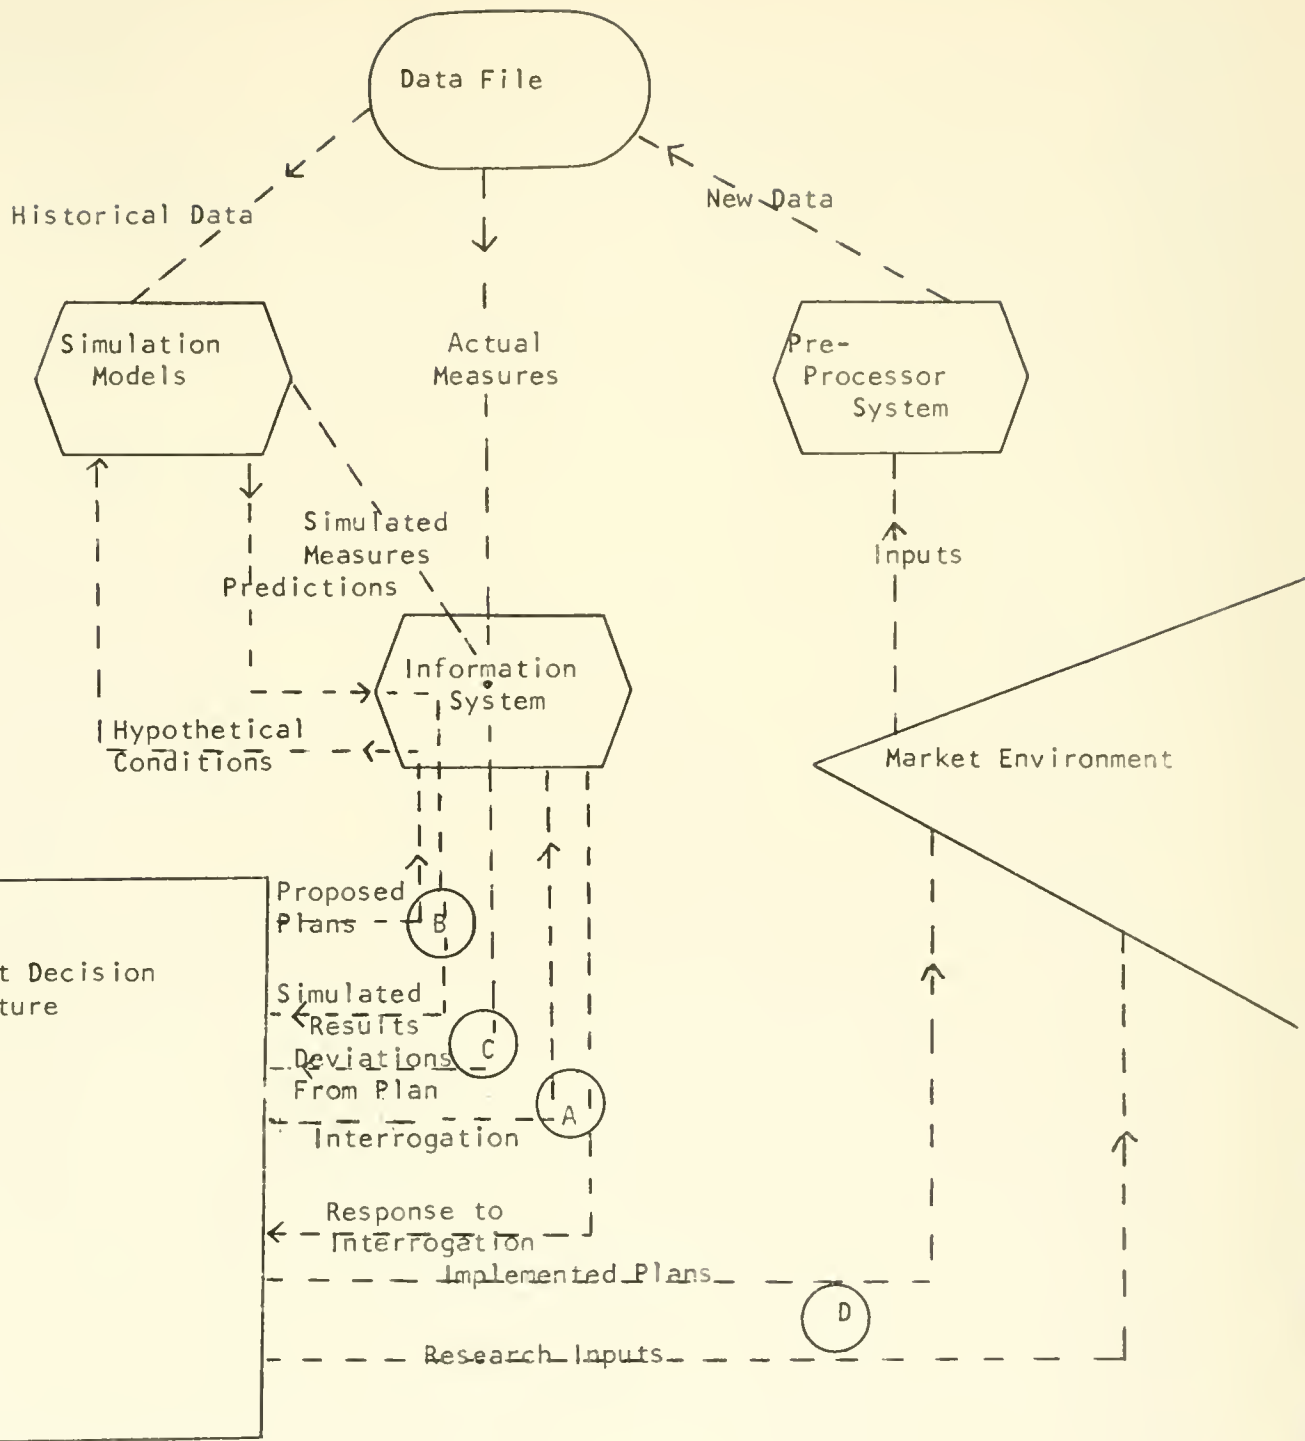 Data File
Historical Data
New Data
Simulation
Models
Actual
Measures
Pre-
Processor
System
Simulated
Measures
Predictions
Inputs
Information
System
Hypothetical
Conditions
Market Environment
Proposed
Plans
B
t Decision
ture
Simulated
Results
C
Deviations
From Plan
A
Interrogation
Response to
Interrogation
Implemented Plans
D
Research Inputs